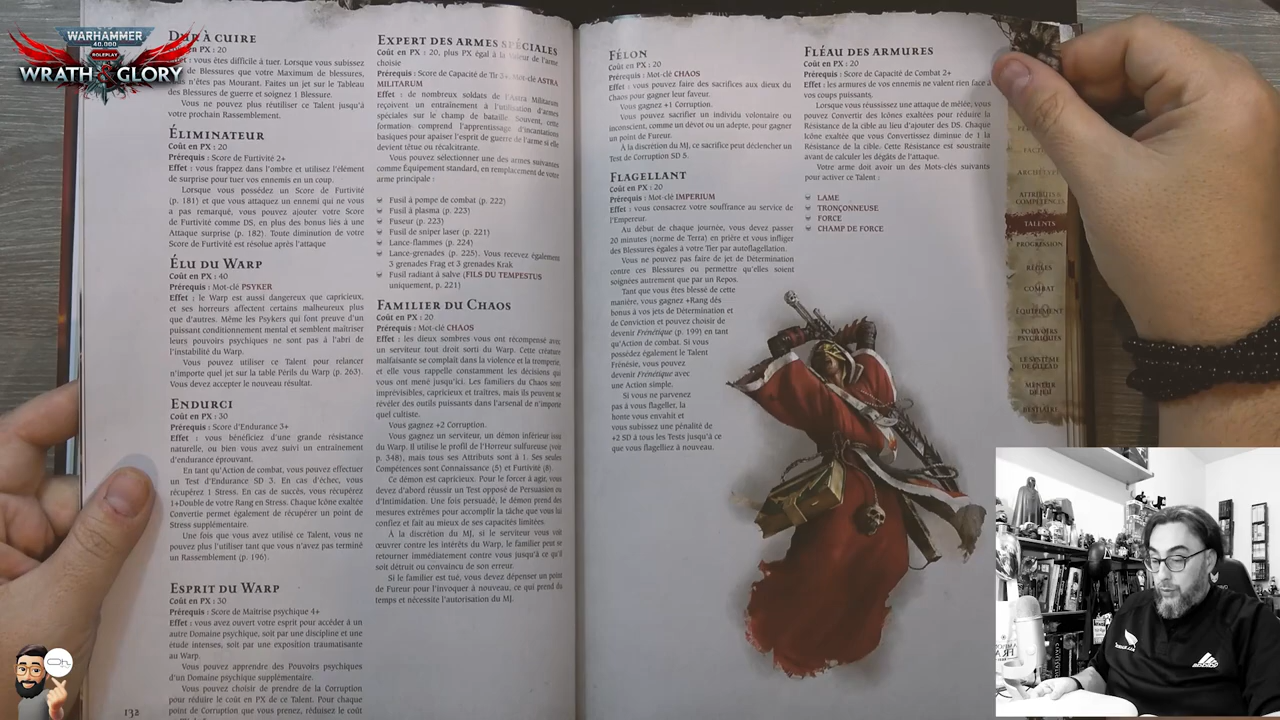 WARHAMMER
40,000
ROLEPLAY
WRATH & GLORY
DUR À CUIRE
en PX : 20
vous êtes difficile à tuer. Lorsque vous subissez
de Blessures que votre Maximum de blessures,
vous n'êtes pas Mourant. Faites un jet sur le Tableau
des Blessures de guerre et soignez 1 Blessure.
Vous ne pouvez plus réutiliser ce Talent jusqu'à
votre prochain Rassemblement.
ÉLIMINATEUR
Coût en PX : 20
Prérequis : Score de Furtivité 2+
Effet : vous frappez dans l'ombre et utilisez l'élément
de surprise pour tuer vos ennemis en un coup.
Lorsque vous possédez un Score de Furtivité
(p. 181) et que vous attaquez un ennemi qui ne vous
a pas remarqué, vous pouvez ajouter votre Score
de Furtivité comme DS, en plus des bonus liés à une
Attaque surprise (p. 182). Toute diminution de votre
Score de Furtivité est résolue après l'attaque
ÉLU DU WARP
Coût en PX : 40
Prérequis : Mot-clé PSYKER
Effet : le Warp est aussi dangereux que capricieux,
et ses horreurs affectent certains malheureux plus
que d'autres. Même les Psykers qui font preuve d'un
puissant conditionnement mental et semblent maîtriser
leurs pouvoirs psychiques ne sont pas à l'abri de
l'instabilité du Warp.
Vous pouvez utiliser ce Talent pour relancer
n'importe quel jet sur la table Périls du Warp (p. 263).
Vous devez accepter le nouveau résultat.
ENDURCI
Coût en PX : 30
Prérequis : Score d'Endurance 3+
Effet : vous bénéficiez d'une grande résistance
naturelle, ou bien vous avez suivi un entraînement
d'endurance éprouvant.
En tant qu'Action de combat, vous pouvez effectuer
un Test d'Endurance SD 3. En cas d'échec, vous
récupérez 1 Stress. En cas de succès, vous récupérez
1+Double de votre Rang en Stress. Chaque Icône exaltée
Convertie permet également de récupérer un point de
Stress supplémentaire.
Une fois que vous avez utilisé ce Talent, vous ne
pouvez plus l'utiliser tant que vous n'avez pas terminé
un Rassemblement (p. 196).
ESPRIT DU WARP
Coût en PX : 30
Prérequis : Score de Maîtrise psychique 4+
Effet : vous avez ouvert votre esprit pour accéder à un
autre Domaine psychique, soit par une discipline et une
étude intenses, soit par une exposition traumatisante
au Warp.
Vous pouvez apprendre des Pouvoirs psychiques
d'un Domaine psychique supplémentaire.
Vous pouvez choisir de prendre de la Corruption
pour réduire le coût en PX de ce Talent. Pour chaque
point de Corruption que vous prenez, réduisez le coût
132
EXPERT DES ARMES SPÉCIALES
Coût en PX : 20, plus PX égal à la Valeur de l'arme
choisie
Prérequis : Score de Capacité de Tir 3+, Mot-clé ASTRA
MILITARUM
Effet : de nombreux soldats de l'Astra Militarum
reçoivent un entraînement à l'utilisation d'armes
spéciales sur le champ de bataille. Souvent, cette
formation comprend l'apprentissage d'incantations
basiques pour apaiser l'esprit de guerre de l'arme si elle
devient têtue ou récalcitrante.
Vous pouvez sélectionner une des armes suivantes
comme Équipement standard, en remplacement de votre
arme principale :
Fusil à pompe de combat (p. 222)
Fusil à plasma (p. 223)
Fuseur (p. 223)
Fusil de sniper laser (p. 221)
Lance-flammes (p. 224)
Lance-grenades (p. 225). Vous recevez également
3 grenades Frag et 3 grenades Krak
Fusil radiant à salve (FILS DU TEMPESTUS
uniquement, p. 221)
FAMILIER DU CHAOS
Coût en PX : 20
Prérequis : Mot-clé CHAOS
Effet : les dieux sombres vous ont récompensé avec
un serviteur tout droit sorti du Warp. Cette créature
malfaisante se complaît dans la violence et la tromperie,
et elle vous rappelle constamment les décisions qui
vous ont mené jusqu'ici. Les familiers du Chaos sont
imprévisibles, capricieux et traîtres, mais ils peuvent se
révéler des outils puissants dans l'arsenal de n'importe
quel cultiste.
Vous gagnez +2 Corruption.
Vous gagnez un serviteur, un démon inférieur issu
du Warp. Il utilise le profil de l'Horreur sulfureuse (voir
p. 348), mais tous ses Attributs sont à 1. Ses seules
Compétences sont Connaissance (5) et Furtivité (8).
Ce démon est capricieux. Pour le forcer à agir, vous
devez d'abord réussir un Test opposé de Persuasion ou
d'Intimidation. Une fois persuadé, le démon prend des
mesures extrêmes pour accomplir la tâche que vous lui
confiez et fait au mieux de ses capacités limitées.
À la discrétion du MJ, si le serviteur vous voit
œuvrer contre les intérêts du Warp, le familier peut se
retourner immédiatement contre vous jusqu'à ce qu'il
soit détruit ou convaincu de son erreur.
Si le familier est tué, vous devez dépenser un point
de Fureur pour l'invoquer à nouveau, ce qui prend du
temps et nécessite l'autorisation du MJ.
FÉLON
Coût en PX : 20
Prérequis : Mot-clé CHAOS
Effet : vous pouvez faire des sacrifices aux dieux du
Chaos pour gagner leur faveur.
Vous gagnez +1 Corruption.
Vous pouvez sacrifier un individu volontaire ou
inconscient, comme un dévot ou un adepte, pour gagner
un point de Fureur.
À la discrétion du MJ, ce sacrifice peut déclencher un
Test de Corruption SD 5.
FLAGELLANT
Coût en PX : 20
Prérequis : Mot-clé IMPERIUM
Effet : vous consacrez votre souffrance au service de
l'Empereur.
Au début de chaque journée, vous devez passer
20 minutes (norme de Terra) en prière et vous infliger
des Blessures égales à votre Tier par autoflagellation.
Vous ne pouvez pas faire de jet de Détermination
contre ces Blessures ou permettre qu'elles soient
soignées autrement que par un Repos.
Tant que vous êtes blessé de cette
manière, vous gagnez +Rang dés
bonus à vos jets de Détermination et
de Conviction et pouvez choisir de
devenir Frénétique (p. 199) en tant
qu'Action de combat. Si vous
possédez également le Talent
Frénésie, vous pouvez
devenir Frénétique avec
une Action simple.
Si vous ne parvenez
pas à vous flageller, la
honte vous envahit et
vous subissez une pénalité de
+2 SD à tous les Tests jusqu'à ce
que vous flagelliez à nouveau.
FLÉAU DES ARMURES
Coût en PX : 20
Prérequis : Score de Capacité de Combat 2+
Effet : les armures de vos ennemis ne valent rien face à
vos coups puissants.
Lorsque vous réussissez une attaque de mêlée, vous
pouvez Convertir des Icônes exaltées pour réduire la
Résistance de la cible au lieu d'ajouter des DS. Chaque
Icône exaltée que vous Convertissez diminue de 1 la
Résistance de la cible. Cette Résistance est soustraite
avant de calculer les dégâts de l'attaque.
Votre arme doit avoir un des Mots-clés suivants
pour activer ce Talent :
LAME
TRONÇONNEUSE
FORCE
CHAMP DE FORCE
ATTRIBUTS &
COMPÉTENCES
TALENTS
PROGRESSION
RÈGLES
COMBAT
ÉQUIPEMENT
POUVOIRS
PSYCHIQUES
LE SYSTÈME
BESTIAIRE
adidas